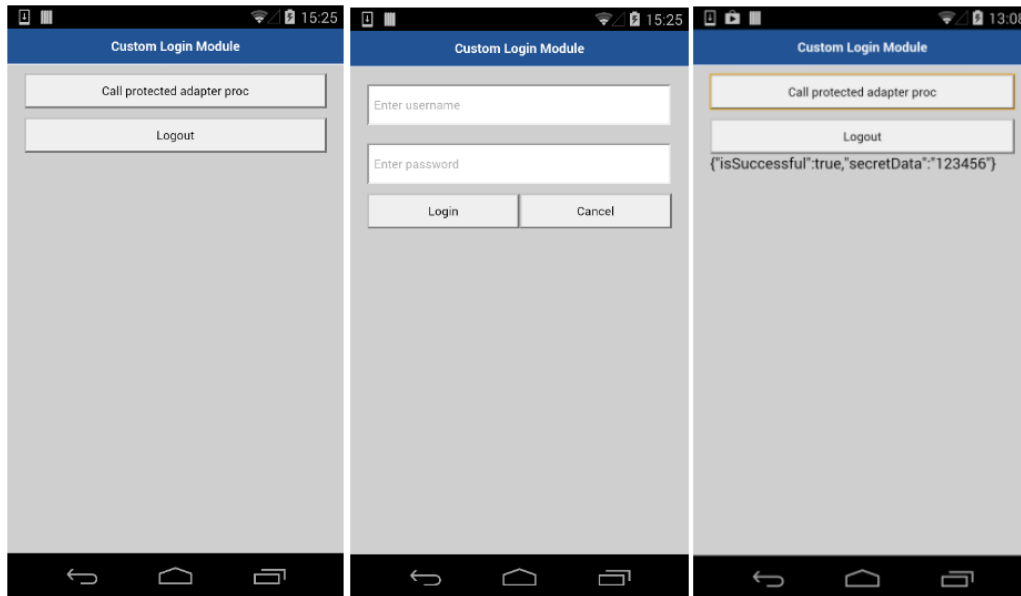 15:25
Custom Login Module
Call protected adapter proc
Logout
15:25
Custom Login Module
Enter username
Enter password
Login Cancel
13:08
Custom Login Module
Call protected adapter proc
Logout
{"isSuccessful":true,"secretData":"123456"}